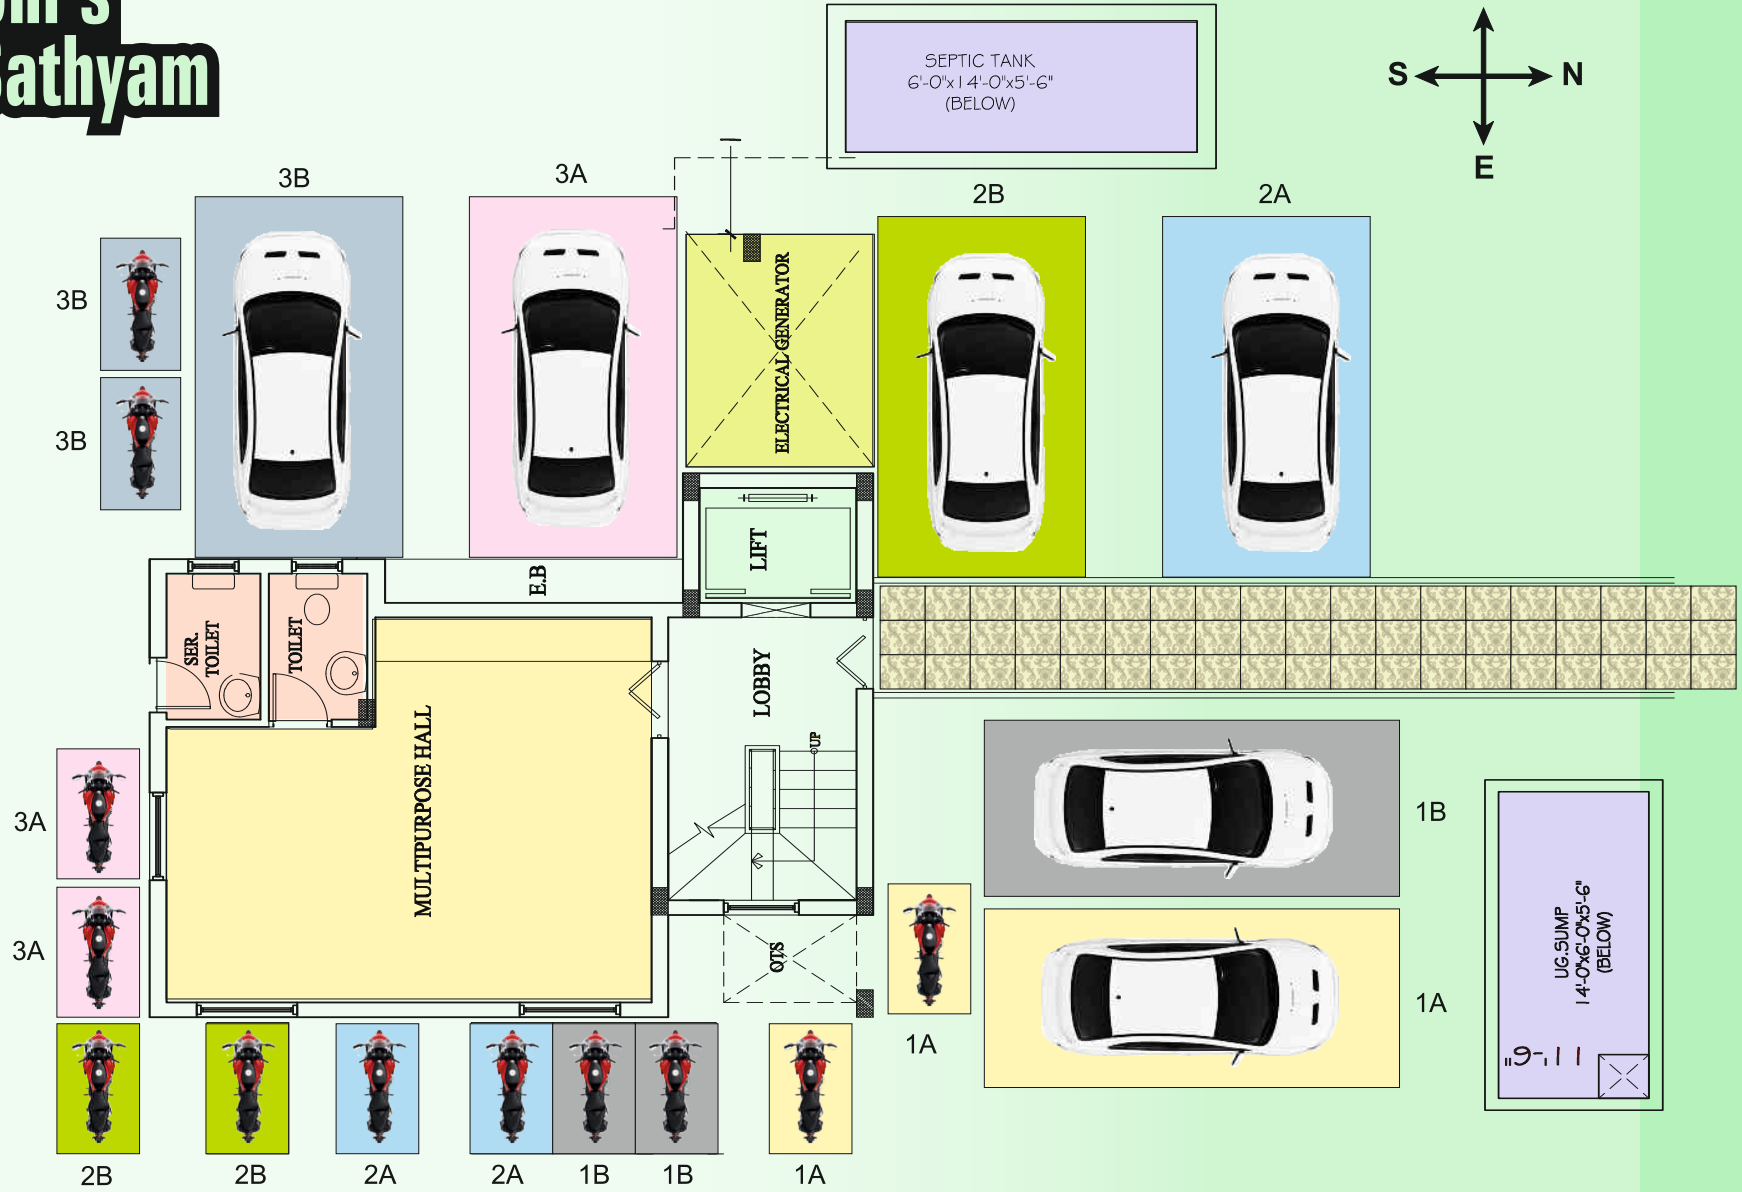 Sathyam
SEPTIC TANK
6'-0"x14'-0"x5'-6"
(BELOW)
S
N
E
3B
3A
2B
2A
3B
3B
ELECTRICAL GENERATOR
LIFT
E.B
SER.
TOILET
TOILET
LOBBY
UP
MULTIPURPOSE HALL
OTS
3A
3A
1B
1A
1A
UG.SUMP
14'-0"x6'-0"x5'-6"
(BELOW)
11'-6"
2B
2B
2A
2A
1B
1B
1A